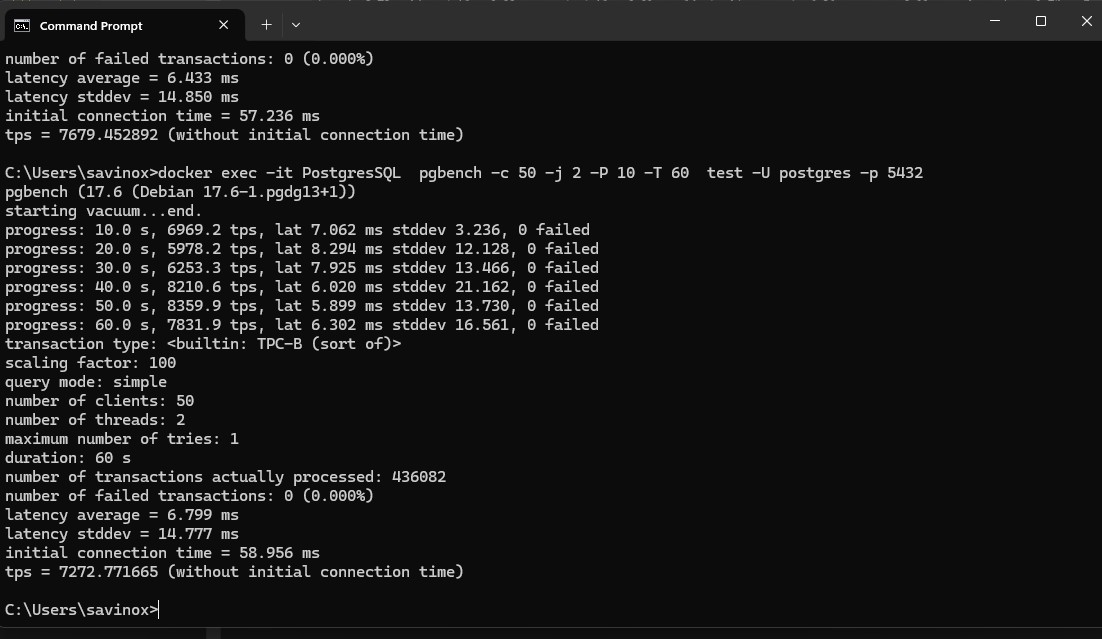 Command Prompt
number of failed transactions: 0 (0.000%)
latency average = 6.433 ms
latency stddev = 14.850 ms
initial connection time = 57.236 ms
tps = 7679.452892 (without initial connection time)
C:\Users\savinox>docker exec -it PostgresSQL  pgbench -c 50 -j 2 -P 10 -T 60  test -U postgres -p 5432
pgbench (17.6 (Debian 17.6-1.pgdg13+1))
starting vacuum...end.
progress: 10.0 s, 6969.2 tps, lat 7.062 ms stddev 3.236, 0 failed
progress: 20.0 s, 5978.2 tps, lat 8.294 ms stddev 12.128, 0 failed
progress: 30.0 s, 6253.3 tps, lat 7.925 ms stddev 13.466, 0 failed
progress: 40.0 s, 8210.6 tps, lat 6.020 ms stddev 21.162, 0 failed
progress: 50.0 s, 8359.9 tps, lat 5.899 ms stddev 13.730, 0 failed
progress: 60.0 s, 7831.9 tps, lat 6.302 ms stddev 16.561, 0 failed
transaction type: <builtin: TPC-B (sort of)>
scaling factor: 100
query mode: simple
number of clients: 50
number of threads: 2
maximum number of tries: 1
duration: 60 s
number of transactions actually processed: 436082
number of failed transactions: 0 (0.000%)
latency average = 6.799 ms
latency stddev = 14.777 ms
initial connection time = 58.956 ms
tps = 7272.771665 (without initial connection time)
C:\Users\savinox>